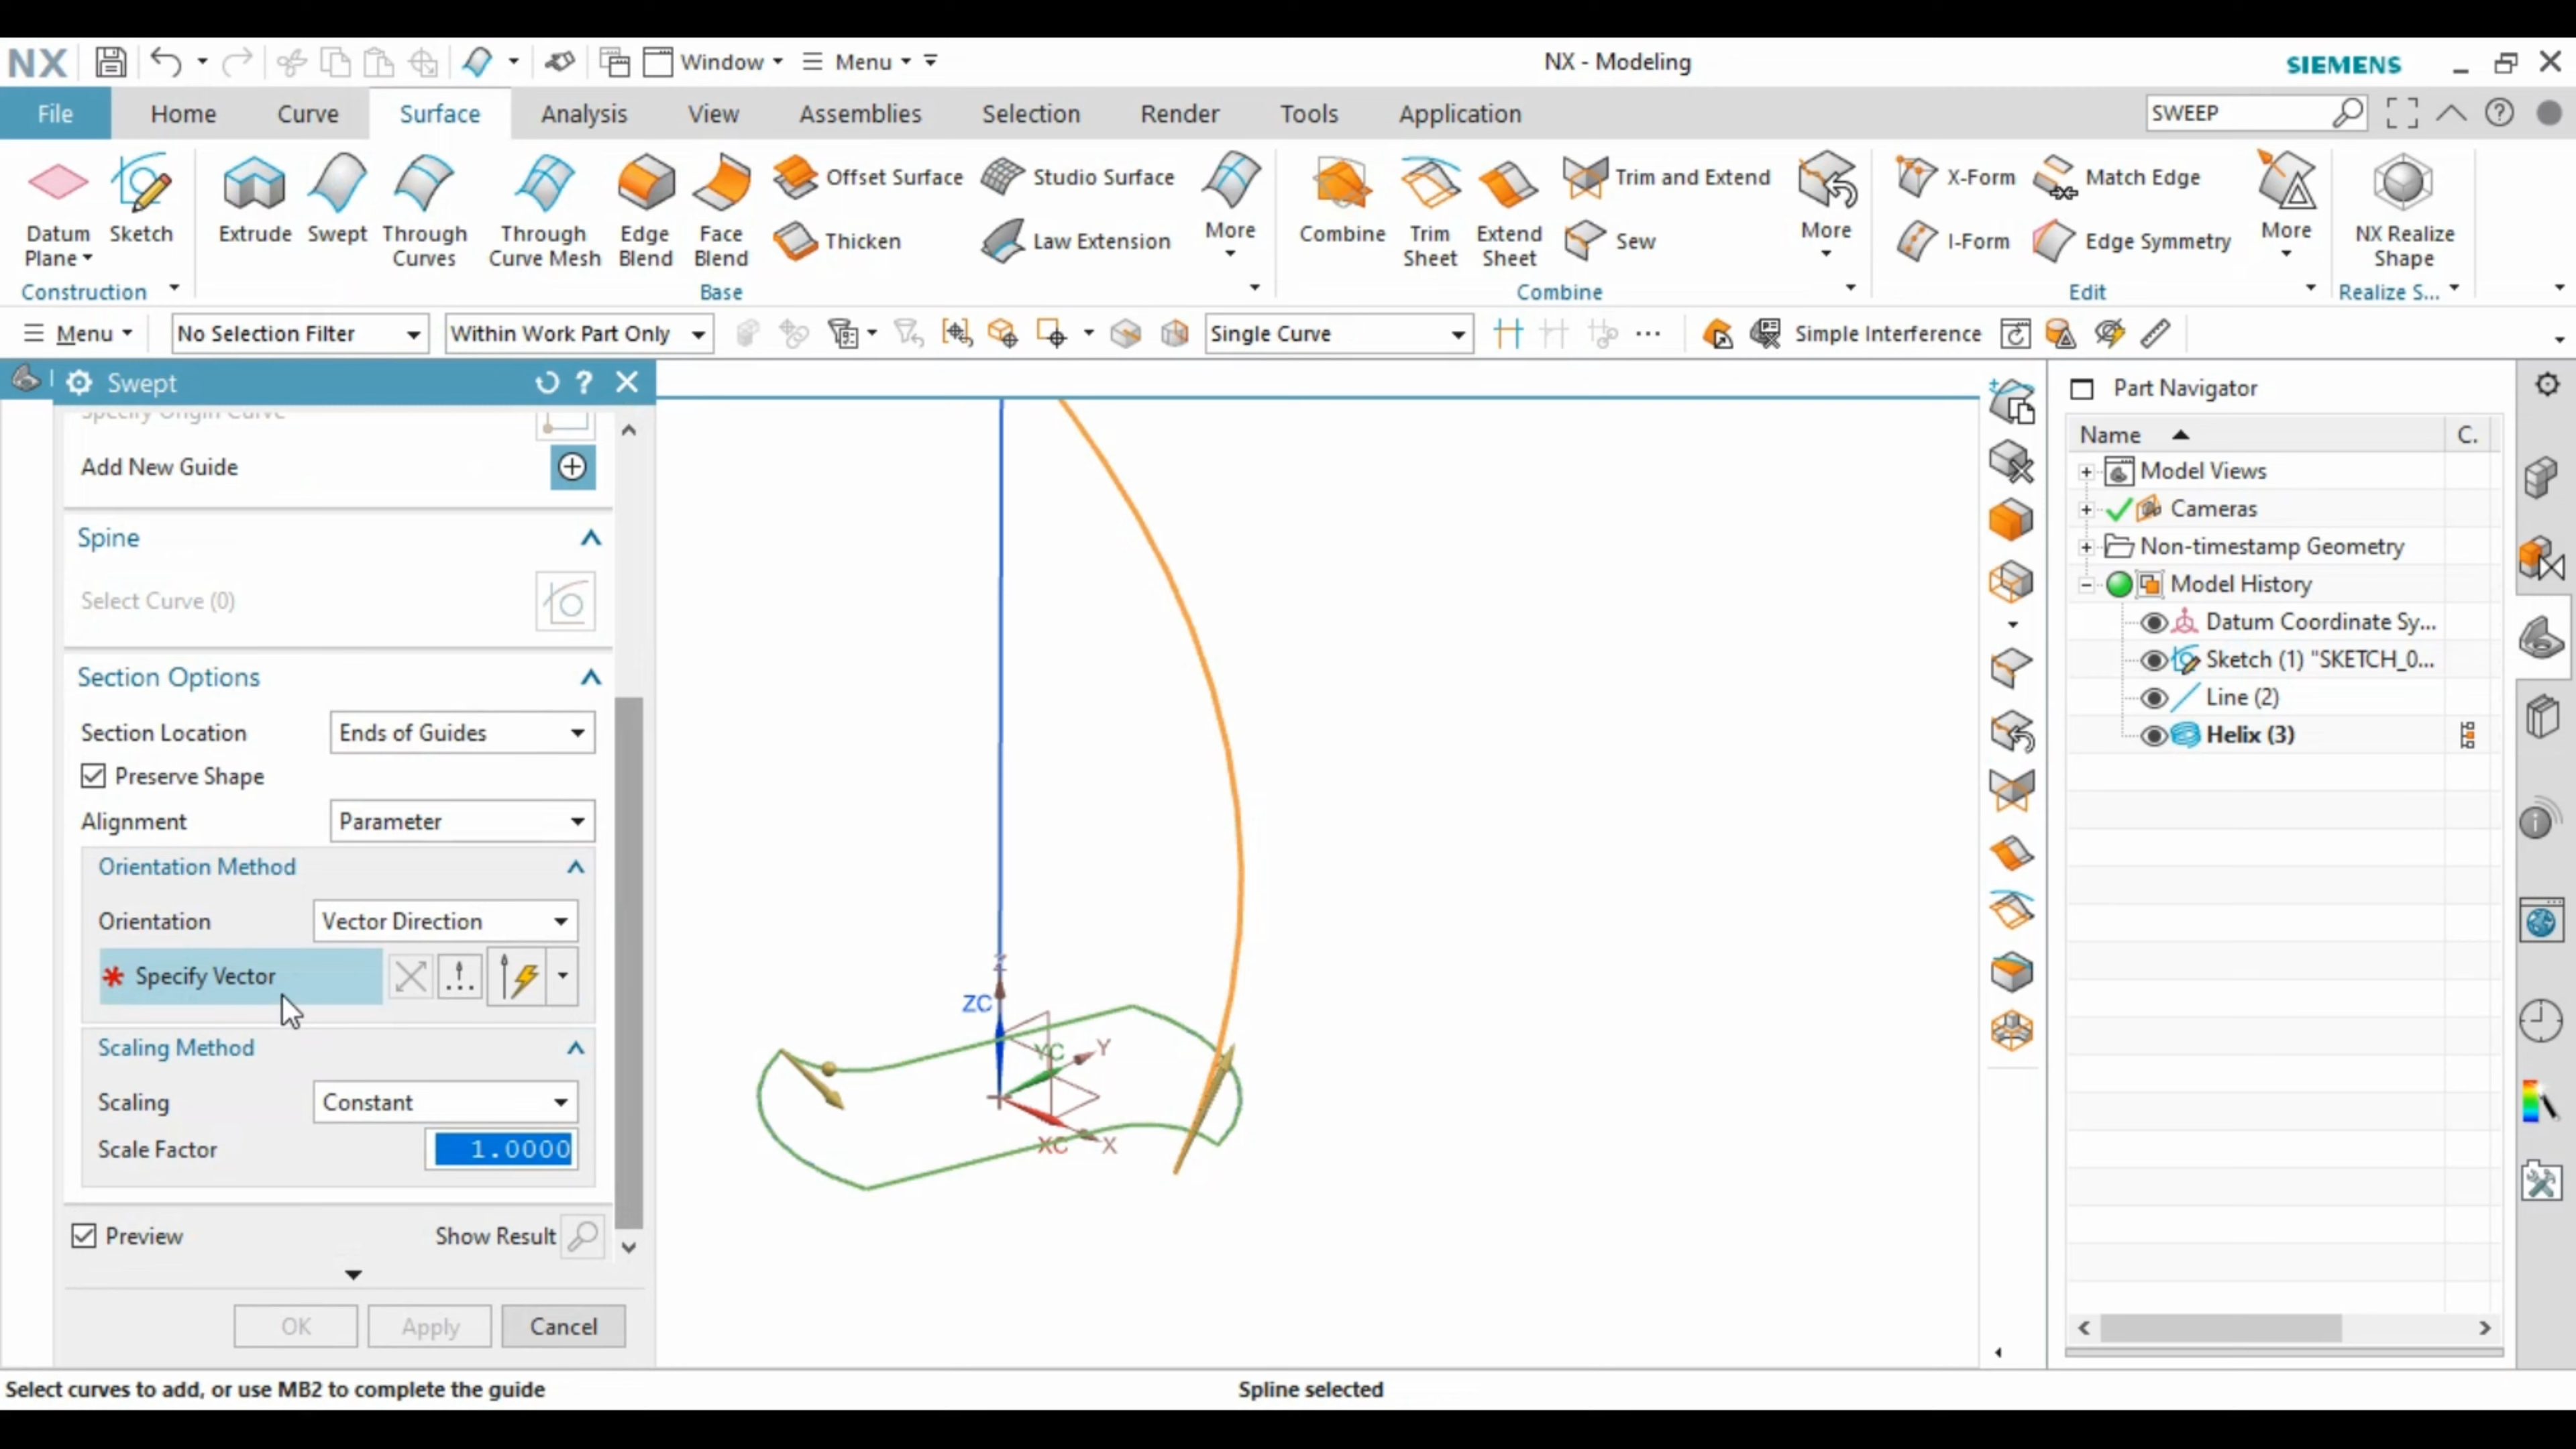 NX
Window
Menu
NX - Modeling
SIEMENS
File
Home
Curve
Surface
Analysis
View
Assemblies
Selection
Render
Tools
Application
SWEEP
Datum Plane
Sketch
Extrude
Swept
Through Curves
Through Curve Mesh
Edge Blend
Face Blend
Offset Surface
Thicken
Studio Surface
Law Extension
More
Combine
Trim Sheet
Extend Sheet
Trim and Extend
Sew
More
X-Form
I-Form
Match Edge
Edge Symmetry
More
NX Realize Shape
Construction
Base
Combine
Edit
Realize S...
Menu
No Selection Filter
Within Work Part Only
Single Curve
Simple Interference
Swept
Specify Origin Curve
Add New Guide
Spine
Select Curve (0)
Section Options
Section Location
Ends of Guides
Preserve Shape
Alignment
Parameter
Orientation Method
Orientation
Vector Direction
* Specify Vector
Scaling Method
Scaling
Constant
Scale Factor
1.0000
Preview
Show Result
OK
Apply
Cancel
Z
ZC
YC
Y
XC
X
Part Navigator
Name
C.
Model Views
Cameras
Non-timestamp Geometry
Model History
Datum Coordinate Sy...
Sketch (1) "SKETCH_0...
Line (2)
Helix (3)
Select curves to add, or use MB2 to complete the guide
Spline selected